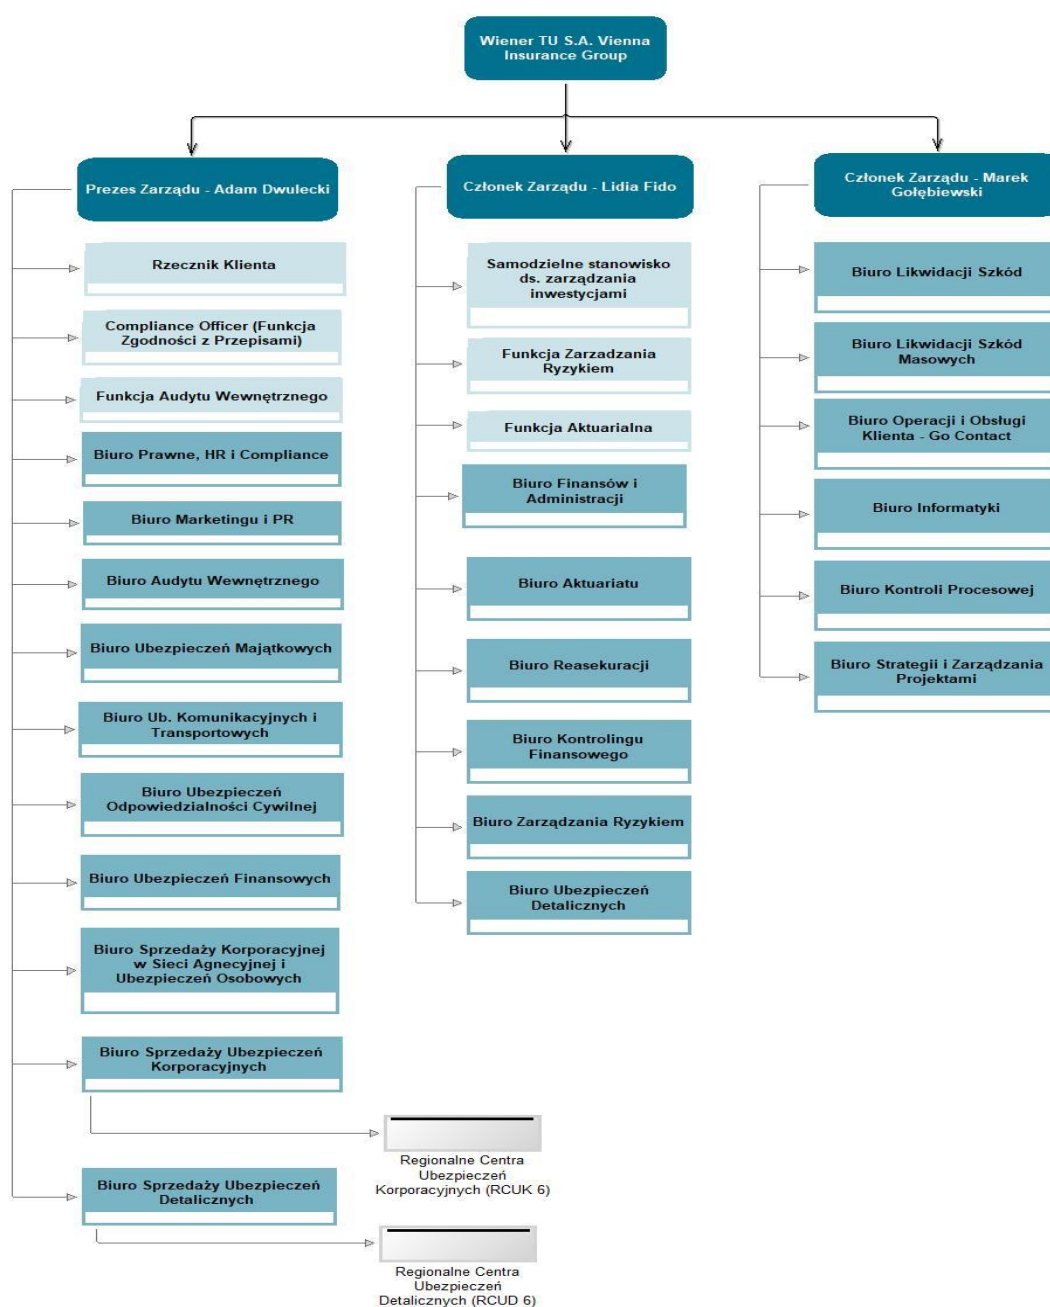 Wiener TU S.A. Vienna
Insurance Group
Prezes Zarządu - Adam Dwulecki
Rzecznik Klienta
Compliance Officer (Funkcja
Zgodności z Przepisami)
Funkcja Audytu Wewnętrznego
Biuro Prawne, HR i Compliance
Biuro Marketingu i PR
Biuro Audytu Wewnętrznego
Biuro Ubezpieczeń Majątkowych
Biuro Ub. Komunikacyjnych i
Transportowych
Biuro Ubezpieczeń
Odpowiedzialności Cywilnej
Biuro Ubezpieczeń Finansowych
Biuro Sprzedaży Korporacyjnej
w Sieci Agnecyjnej i
Ubezpieczeń Osobowych
Biuro Sprzedaży Ubezpieczeń
Korporacyjnych
Regionalne Centra
Ubezpieczeń
Korporacyjnych (RCUK 6)
Biuro Sprzedaży Ubezpieczeń
Detalicznych
Regionalne Centra
Ubezpieczeń
Detalicznych (RCUD 6)
Członek Zarządu - Lidia Fido
Samodzielne stanowisko
ds. zarządzania
inwestycjami
Funkcja Zarzadzania
Ryzykiem
Funkcja Aktuarialna
Biuro Finansów i
Administracji
Biuro Aktuariatu
Biuro Reasekuracji
Biuro Kontrolingu
Finansowego
Biuro Zarządzania Ryzykiem
Biuro Ubezpieczeń
Detalicznych
Członek Zarządu - Marek
Gołębiewski
Biuro Likwidacji Szkód
Biuro Likwidacji Szkód
Masowych
Biuro Operacji i Obsługi
Klienta - Go Contact
Biuro Informatyki
Biuro Kontroli Procesowej
Biuro Strategii i Zarządzania
Projektami